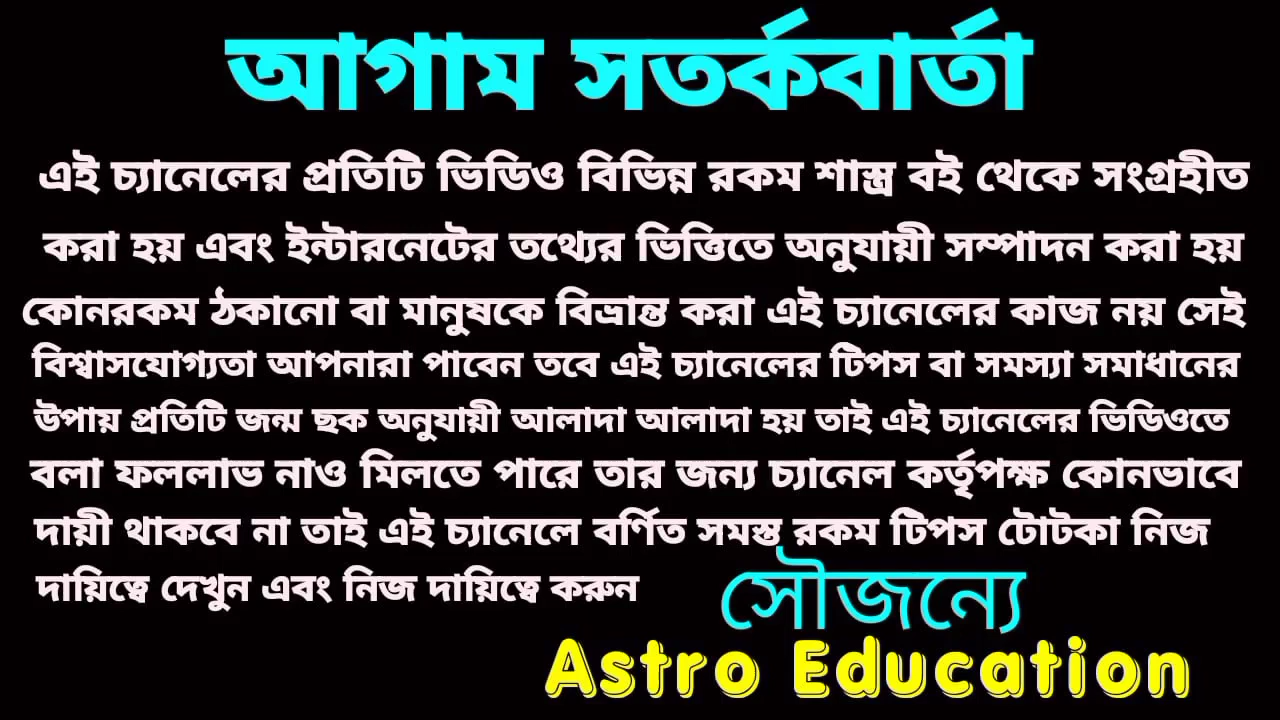 আগাম সতর্কবার্তা
এই চ্যানেলের প্রতিটি ভিডিও বিভিন্ন রকম শাস্ত্র বই থেকে সংগ্রহীত
করা হয় এবং ইন্টারনেটের তথ্যের ভিত্তিতে অনুযায়ী সম্পাদন করা হয়
কোনরকম ঠকানো বা মানুষকে বিভ্রান্ত করা এই চ্যানেলের কাজ নয় সেই
বিশ্বাসযোগ্যতা আপনারা পাবেন তবে এই চ্যানেলের টিপস বা সমস্যা সমাধানের
উপায় প্রতিটি জন্ম ছক অনুযায়ী আলাদা আলাদা হয় তাই এই চ্যানেলের ভিডিওতে
বলা ফললাভ নাও মিলতে পারে তার জন্য চ্যানেল কর্তৃপক্ষ কোনভাবে
দায়ী থাকবে না তাই এই চ্যানেলে বর্ণিত সমস্ত রকম টিপস টোটকা নিজ
দায়িত্বে দেখুন এবং নিজ দায়িত্বে করুন
সৌজন্যে
Astro Education